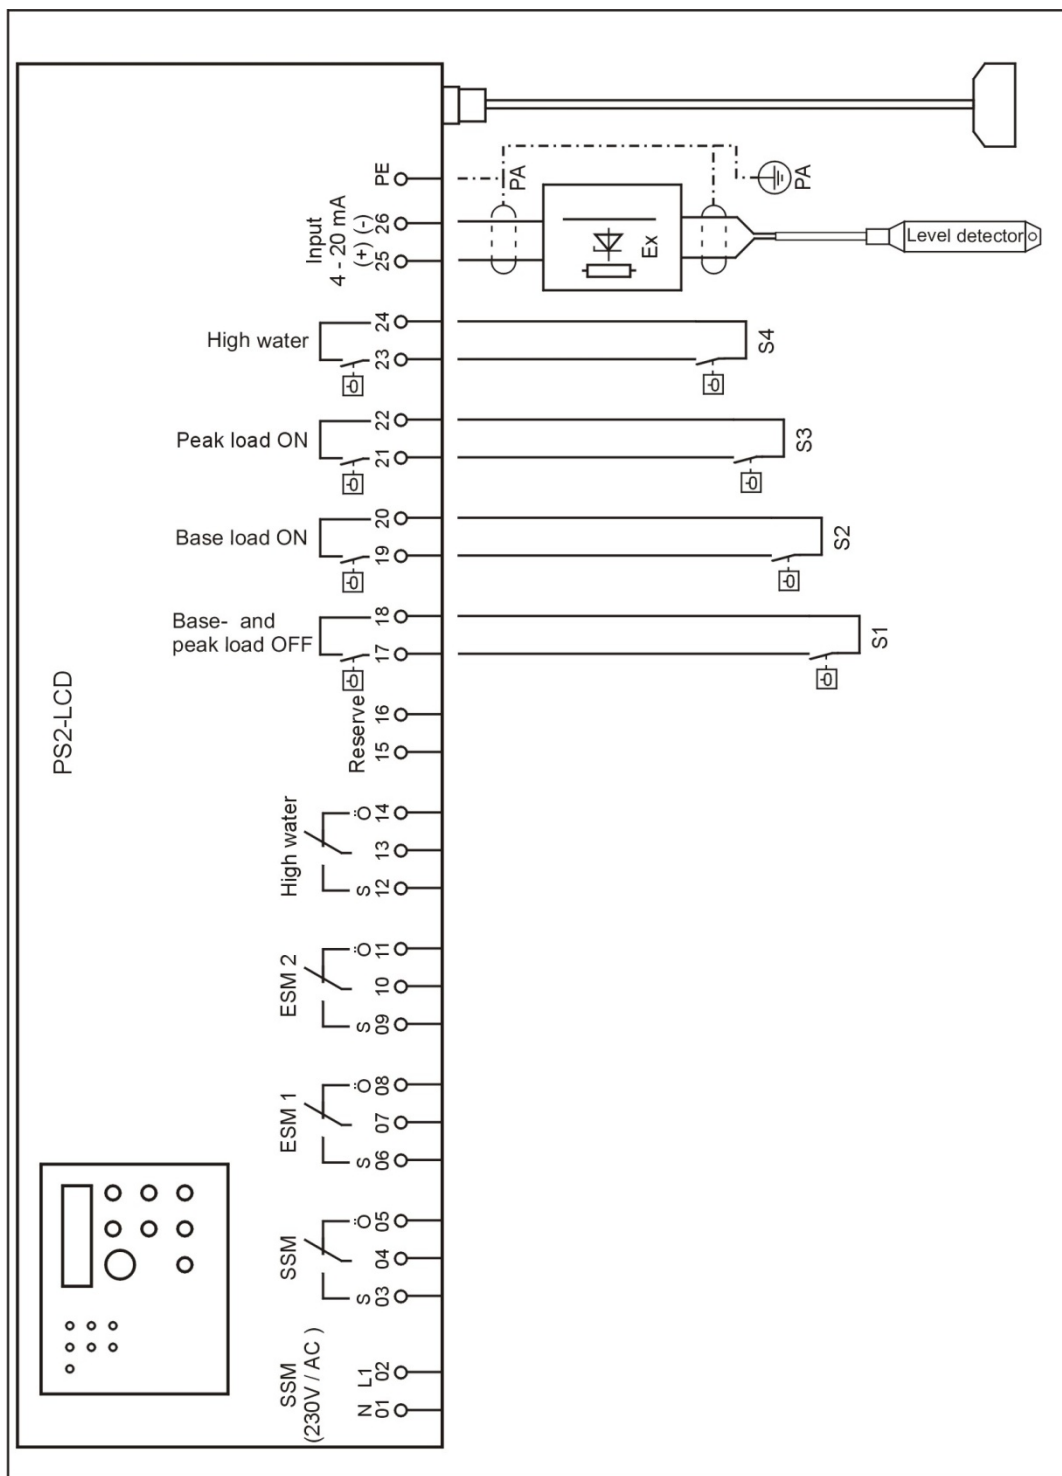 PS2-LCD
PE
PA
PA
Input
4 - 20 mA
(+) (-)
25 26
Ex
Level detector
High water
23 24
S4
Peak load ON
21 22
S3
Base load ON
19 20
S2
Base- and
peak load OFF
17 18
S1
Reserve
15 16
High water
S Ö
12 13 14
ESM 2
S Ö
09 10 11
ESM 1
S Ö
06 07 08
SSM
S Ö
03 04 05
SSM
(230V / AC )
N L1
01 02